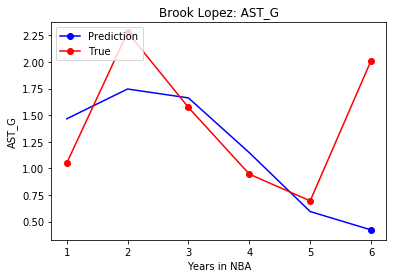 Brook Lopez: AST_G
Prediction
True
2.25
2.00
1.75
1.50
1.25
1.00
0.75
0.50
AST_G
1 2 3 4 5 6
Years in NBA